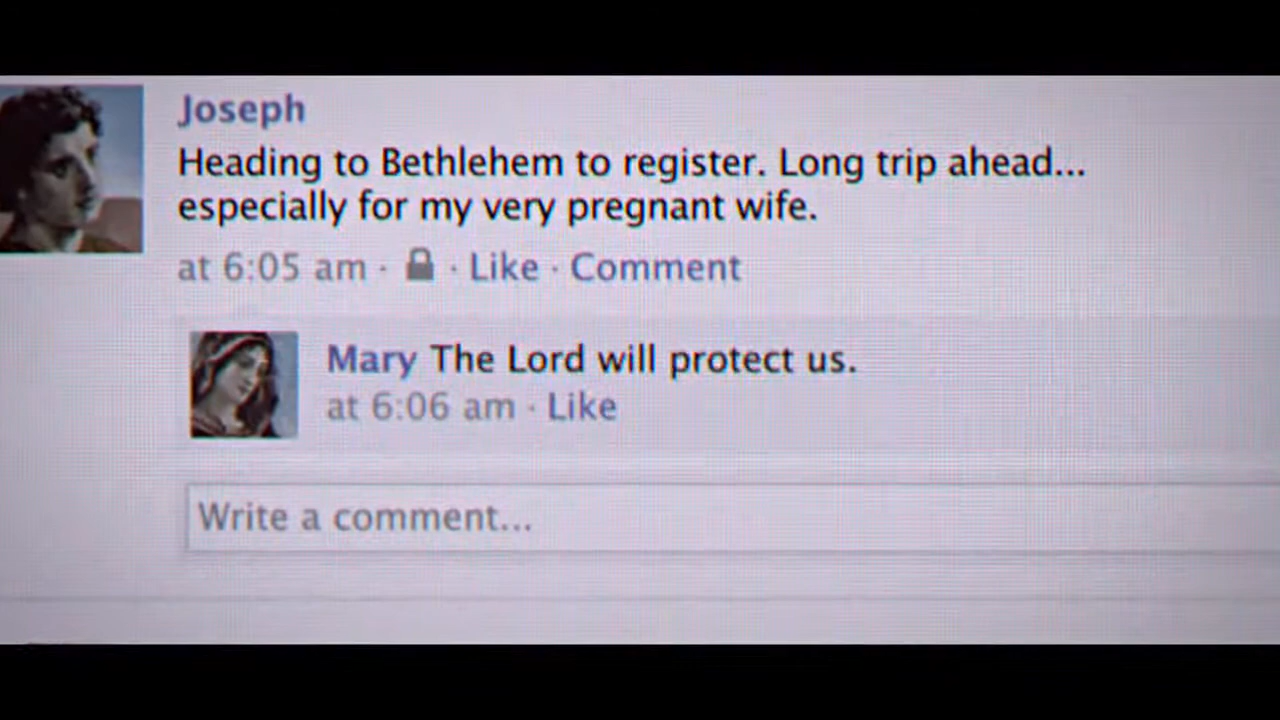 Joseph
Heading to Bethlehem to register. Long trip ahead...
especially for my very pregnant wife.
at 6:05 am · · Like · Comment
Mary The Lord will protect us.
at 6:06 am · Like
Write a comment...